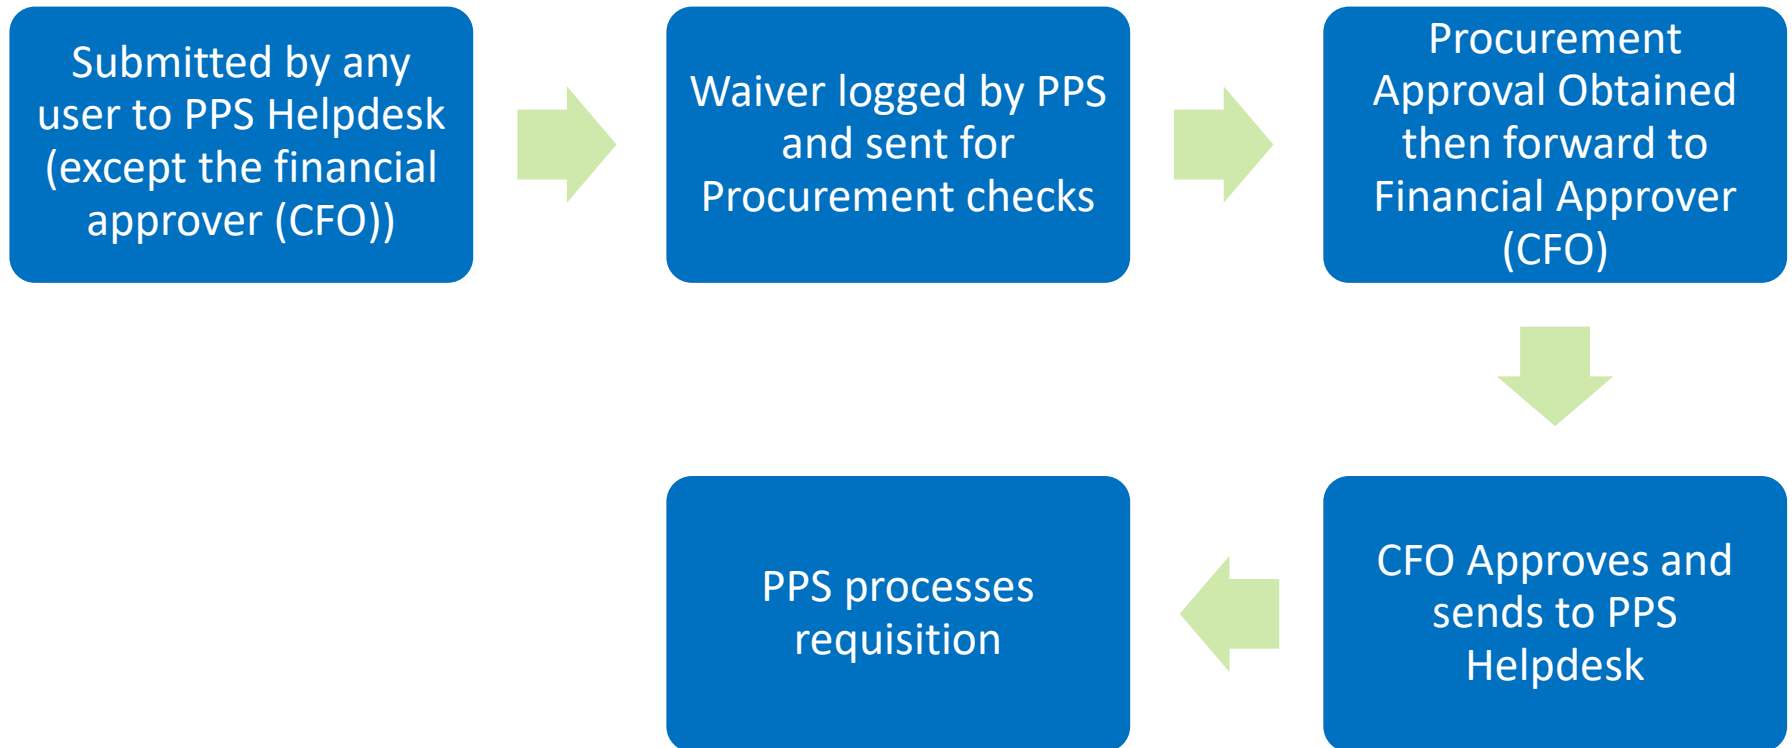 Submitted by any
user to PPS Helpdesk
(except the financial
approver (CFO))
Waiver logged by PPS
and sent for
Procurement checks
Procurement
Approval Obtained
then forward to
Financial Approver
(CFO)
CFO Approves and
sends to PPS
Helpdesk
PPS processes
requisition